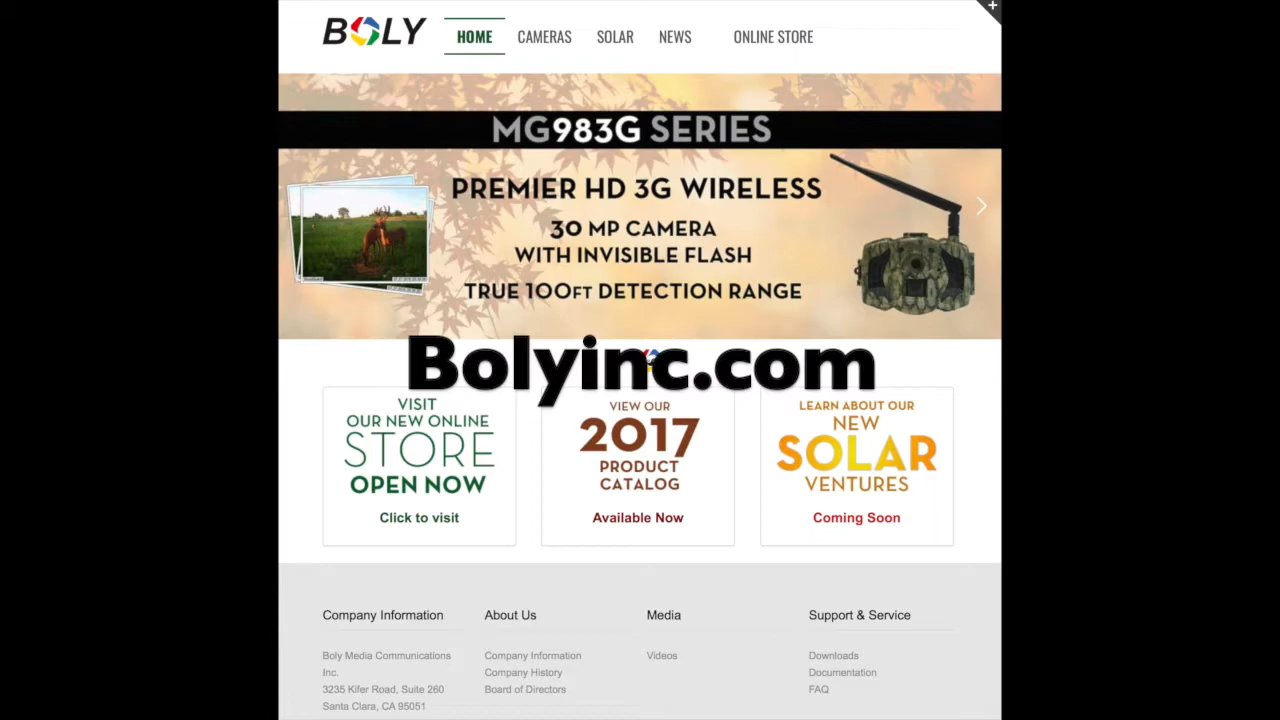 BOLY
HOME CAMERAS SOLAR NEWS ONLINE STORE
MG983G SERIES
PREMIER HD 3G WIRELESS
30 MP CAMERA
WITH INVISIBLE FLASH
TRUE 100FT DETECTION RANGE
Bolyinc.com
VISIT
OUR NEW ONLINE
STORE
OPEN NOW
Click to visit
VIEW OUR
2017
PRODUCT
CATALOG
Available Now
LEARN ABOUT OUR
NEW
SOLAR
VENTURES
Coming Soon
Company Information
Boly Media Communications
Inc.
3235 Kifer Road, Suite 260
Santa Clara, CA 95051
About Us
Company Information
Company History
Board of Directors
Media
Videos
Support & Service
Downloads
Documentation
FAQ